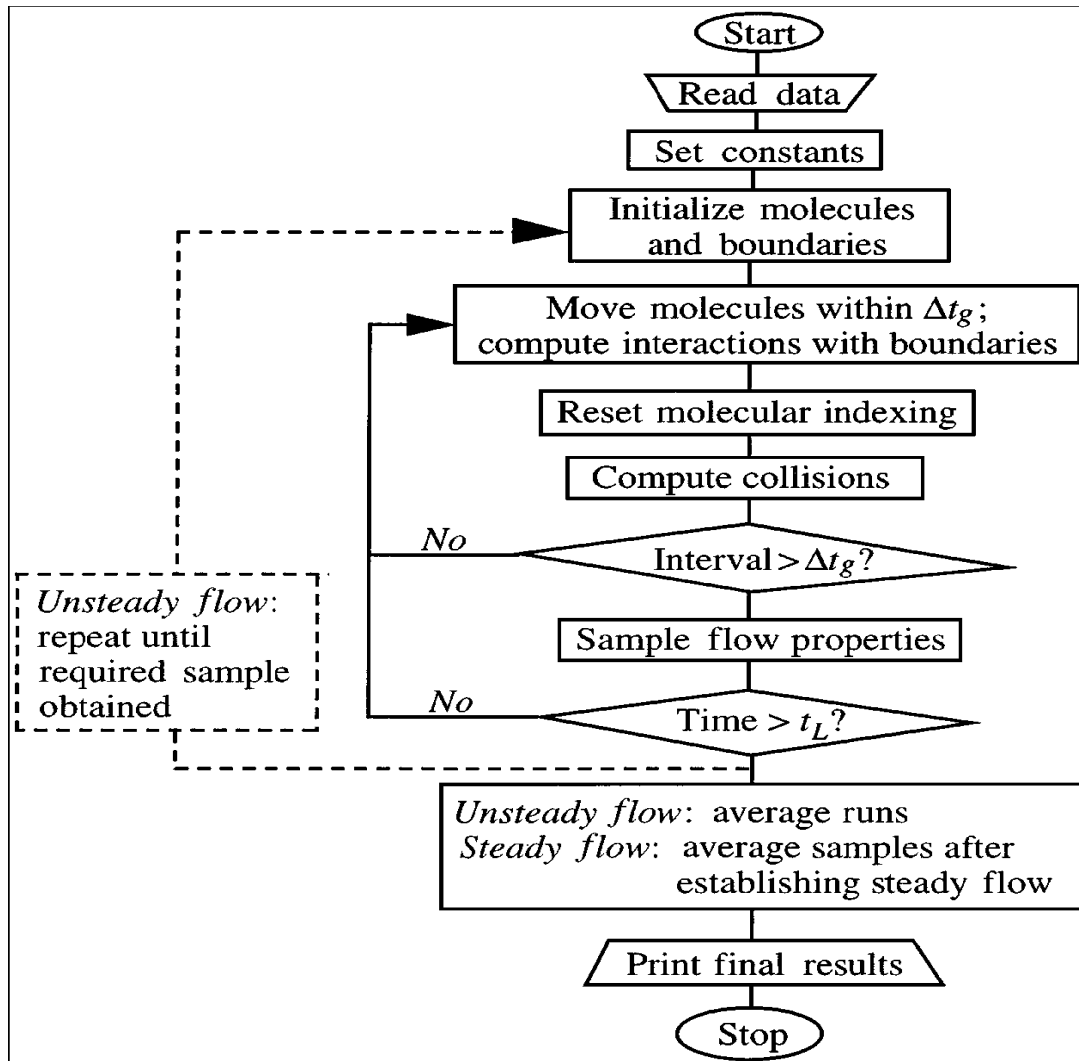 Start
Read data
Set constants
Initialize molecules
and boundaries
Move molecules within Δt_g;
compute interactions with boundaries
Reset molecular indexing
Compute collisions
No
Interval > Δt_g?
Unsteady flow:
repeat until
required sample
obtained
Sample flow properties
No
Time > t_L?
Unsteady flow: average runs
Steady flow: average samples after
establishing steady flow
Print final results
Stop